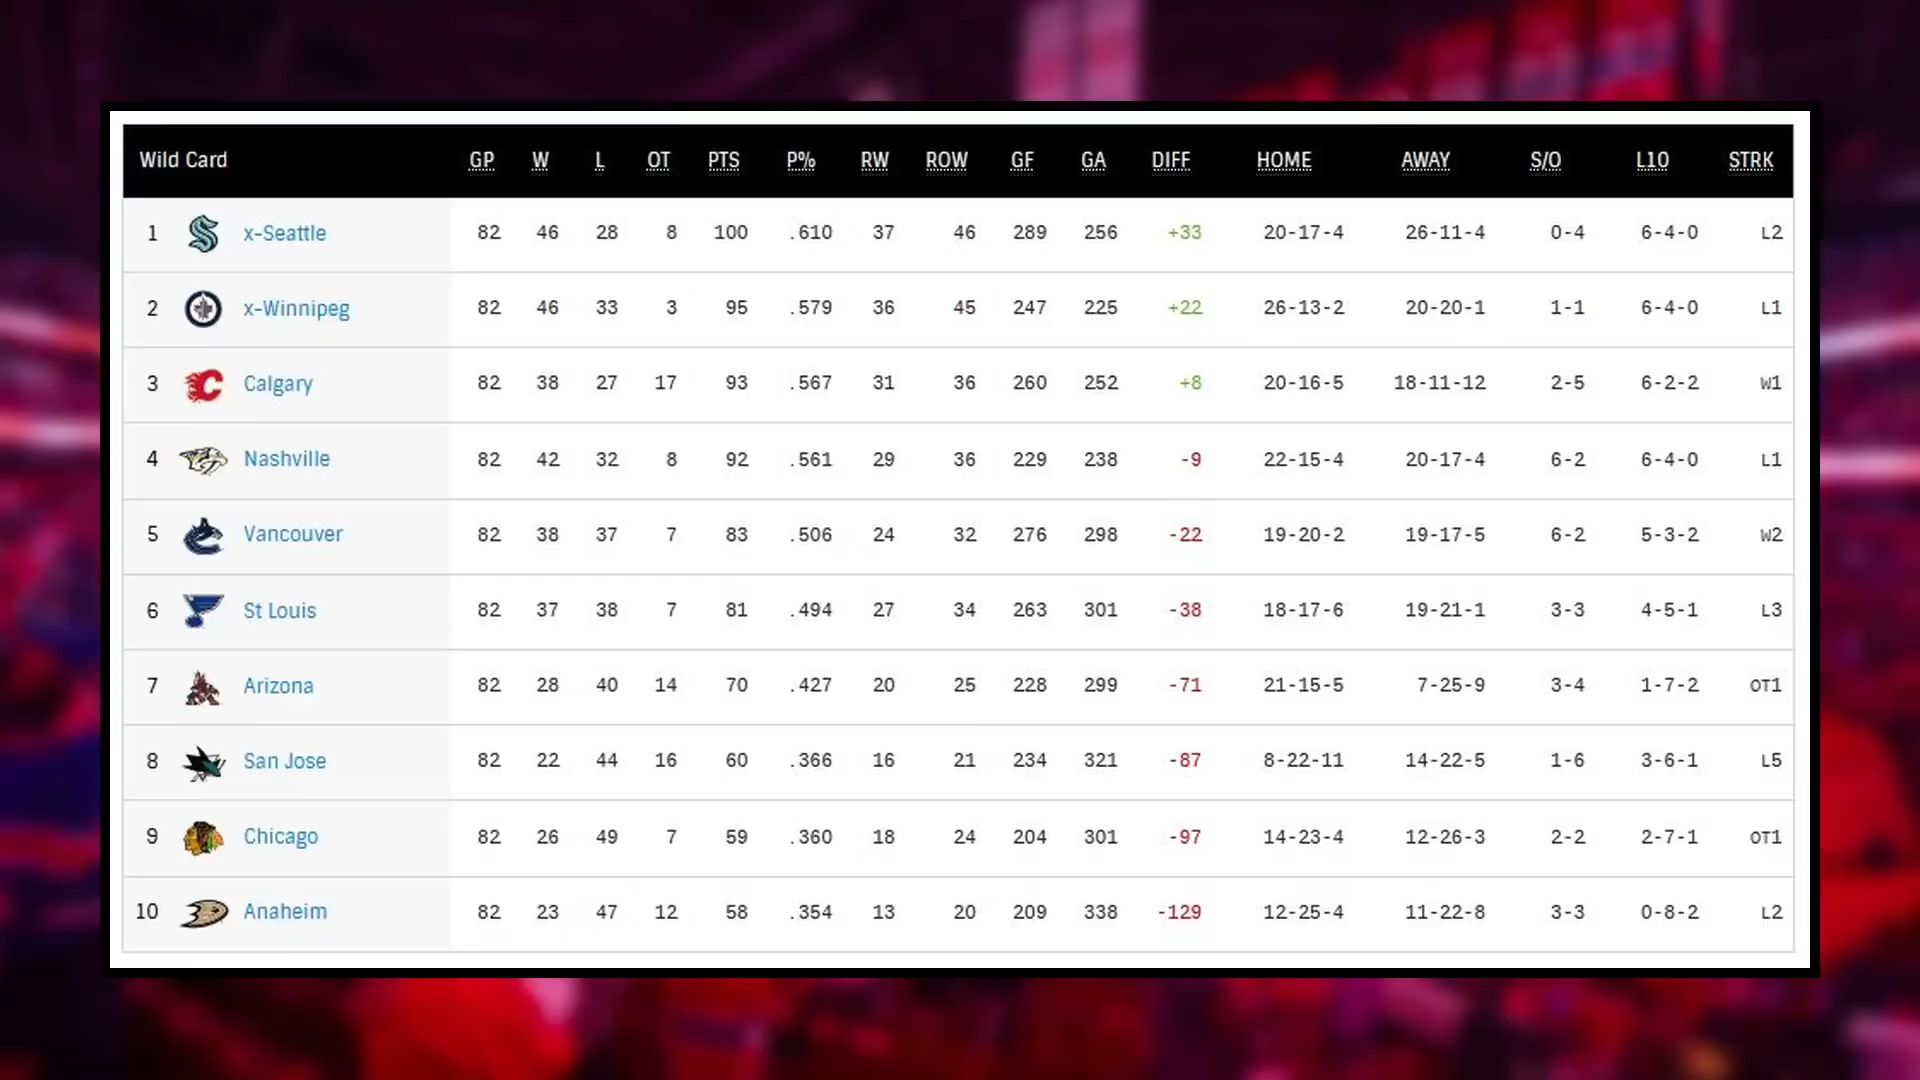 Wild Card GP W L OT PTS P% RW ROW GF GA DIFF HOME AWAY S/O L10 STRK
1 x-Seattle 82 46 28 8 100 .610 37 46 289 256 +33 20-17-4 26-11-4 0-4 6-4-0 L2
2 x-Winnipeg 82 46 33 3 95 .579 36 45 247 225 +22 26-13-2 20-20-1 1-1 6-4-0 L1
3 Calgary 82 38 27 17 93 .567 31 36 260 252 +8 20-16-5 18-11-12 2-5 6-2-2 W1
4 Nashville 82 42 32 8 92 .561 29 36 229 238 -9 22-15-4 20-17-4 6-2 6-4-0 L1
5 Vancouver 82 38 37 7 83 .506 24 32 276 298 -22 19-20-2 19-17-5 6-2 5-3-2 W2
6 St Louis 82 37 38 7 81 .494 27 34 263 301 -38 18-17-6 19-21-1 3-3 4-5-1 L3
7 Arizona 82 28 40 14 70 .427 20 25 228 299 -71 21-15-5 7-25-9 3-4 1-7-2 OT1
8 San Jose 82 22 44 16 60 .366 16 21 234 321 -87 8-22-11 14-22-5 1-6 3-6-1 L5
9 Chicago 82 26 49 7 59 .360 18 24 204 301 -97 14-23-4 12-26-3 2-2 2-7-1 OT1
10 Anaheim 82 23 47 12 58 .354 13 20 209 338 -129 12-25-4 11-22-8 3-3 0-8-2 L2